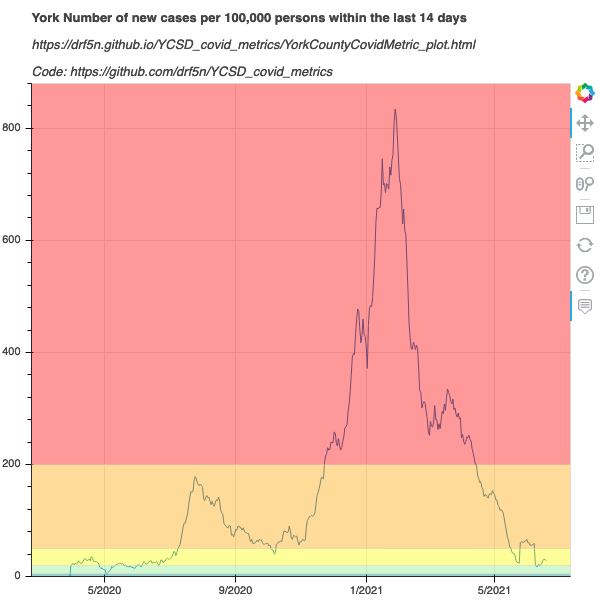 York Number of new cases per 100,000 persons within the last 14 days
https://drf5n.github.io/YCSD_covid_metrics/YorkCountyCovidMetric_plot.html
Code: https://github.com/drf5n/YCSD_covid_metrics
800
600
400
200
0
5/2020 9/2020 1/2021 5/2021